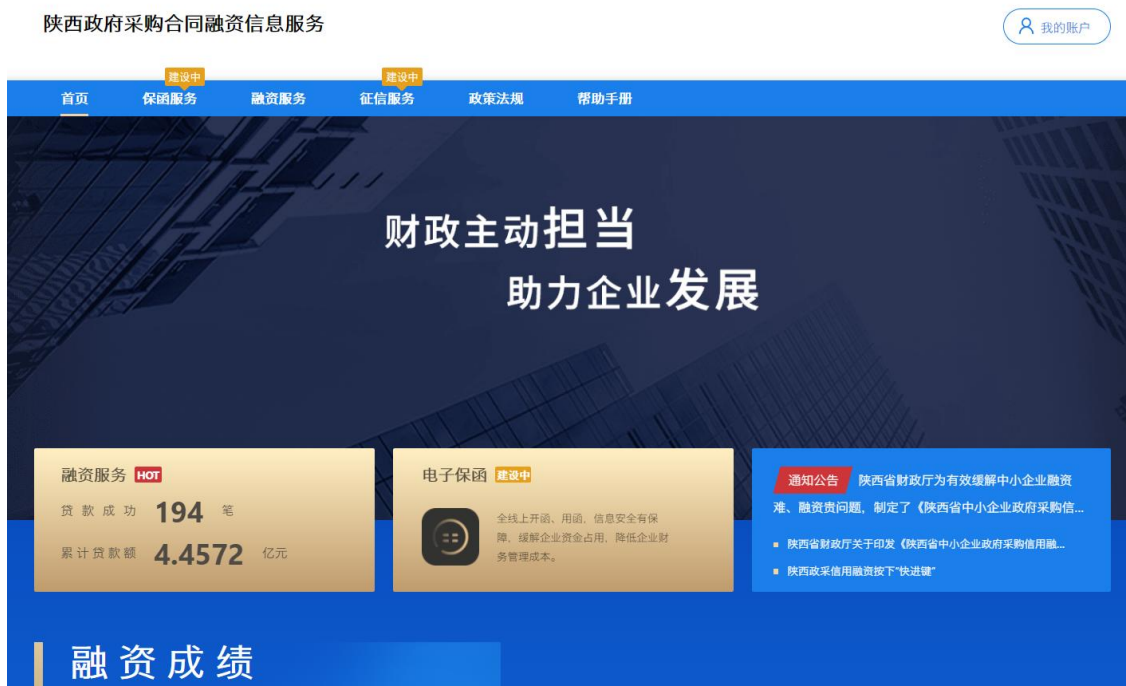 陕西政府采购合同融资信息服务
我的账户
建设中
建设中
首页 保函服务 融资服务 征信服务 政策法规 帮助手册
财政主动担当
助力企业发展
融资服务 HOT
贷款成功 194 笔
累计贷款额 4.4572 亿元
电子保函 建设中
全线上开函、用函，信息安全有保
障，缓解企业资金占用，降低企业财
务管理成本。
通知公告 陕西省财政厅为有效缓解中小企业融资
难、融资贵问题，制定了《陕西省中小企业政府采购信...
陕西省财政厅关于印发《陕西省中小企业政府采购信用融...
陕西政采信用融资按下“快进键”
融资成绩